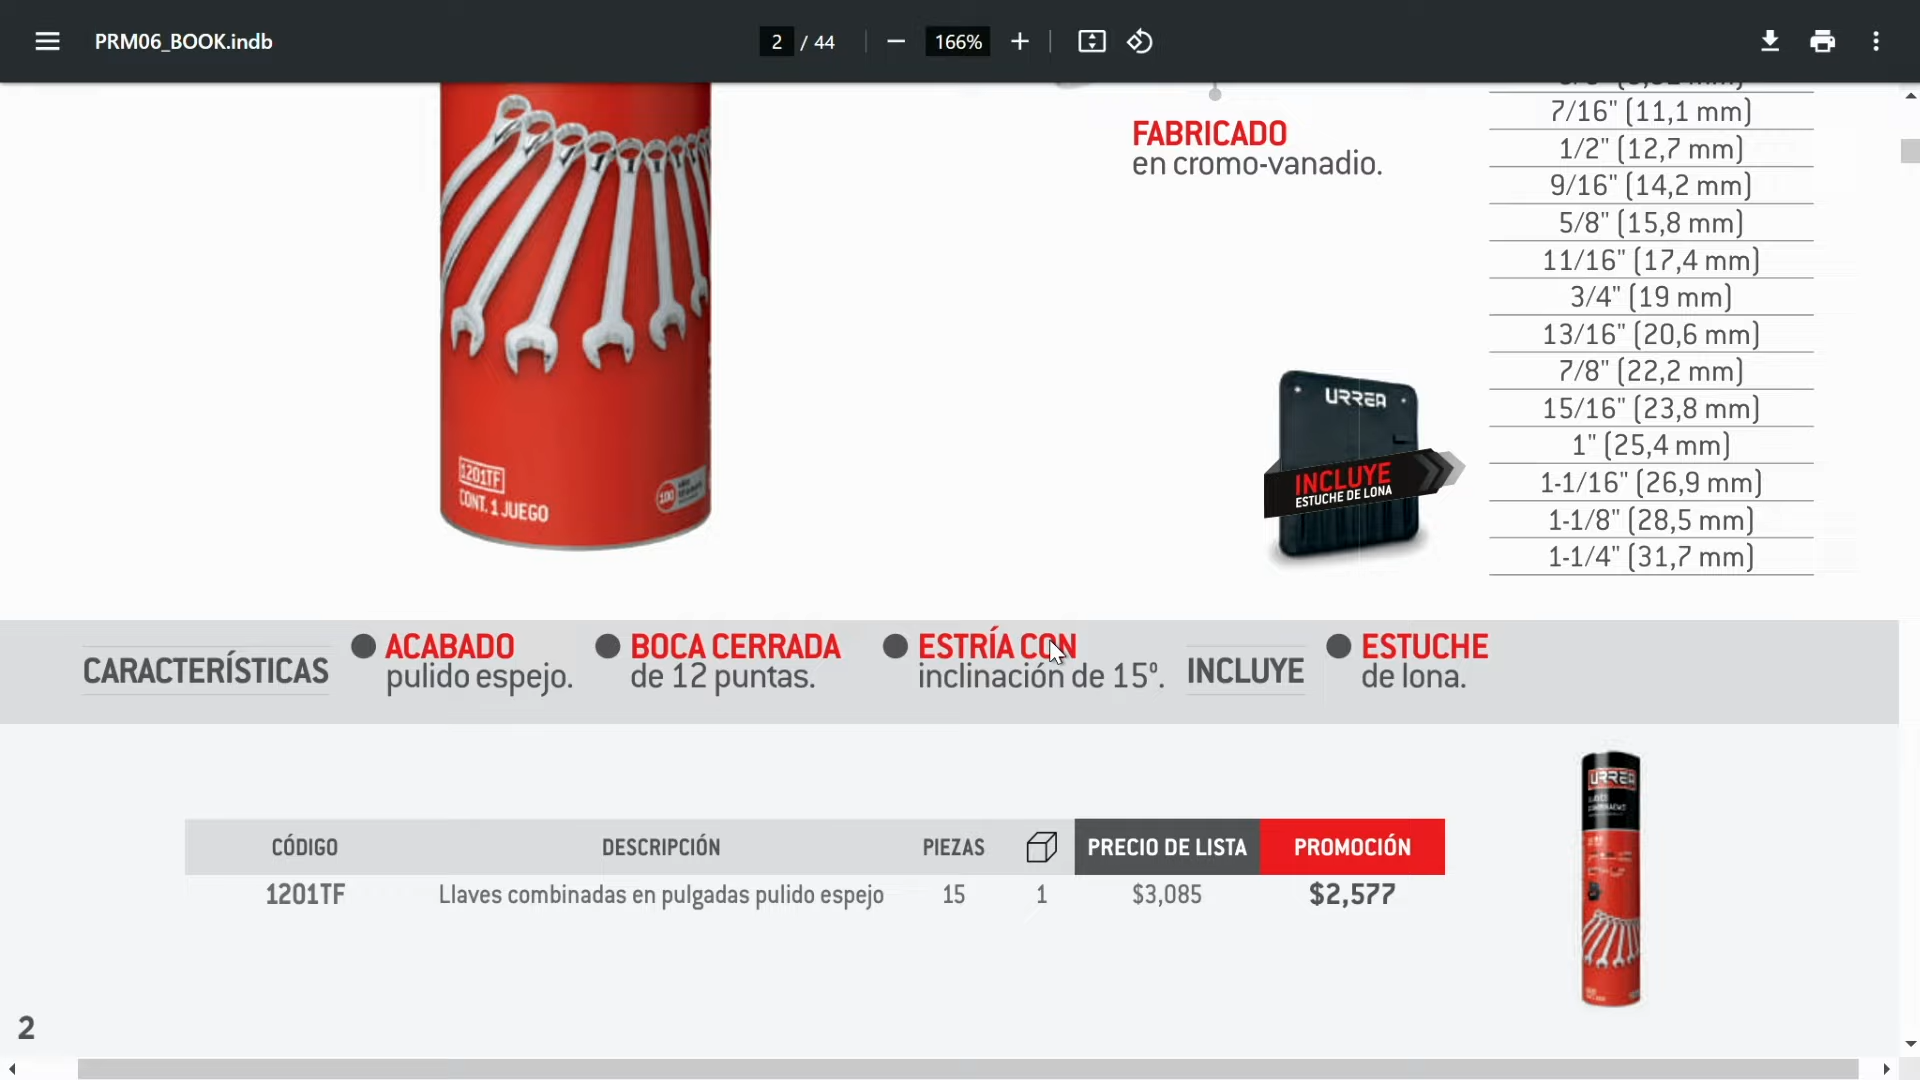 PRM06_BOOK.indb
2 / 44
166%
FABRICADO
en cromo-vanadio.
7/16" (11,1 mm)
1/2" (12,7 mm)
9/16" (14,2 mm)
5/8" (15,8 mm)
11/16" (17,4 mm)
3/4" (19 mm)
13/16" (20,6 mm)
7/8" (22,2 mm)
15/16" (23,8 mm)
1" (25,4 mm)
1-1/16" (26,9 mm)
1-1/8" (28,5 mm)
1-1/4" (31,7 mm)
1201TF
CONT. 1 JUEGO
100
URREA
INCLUYE
ESTUCHE DE LONA
CARACTERÍSTICAS
ACABADO
pulido espejo.
BOCA CERRADA
de 12 puntas.
ESTRÍA CON
inclinación de 15º.
INCLUYE
ESTUCHE
de lona.
CÓDIGO DESCRIPCIÓN PIEZAS PRECIO DE LISTA PROMOCIÓN
1201TF Llaves combinadas en pulgadas pulido espejo 15 1 $3,085 $2,577
URREA
2